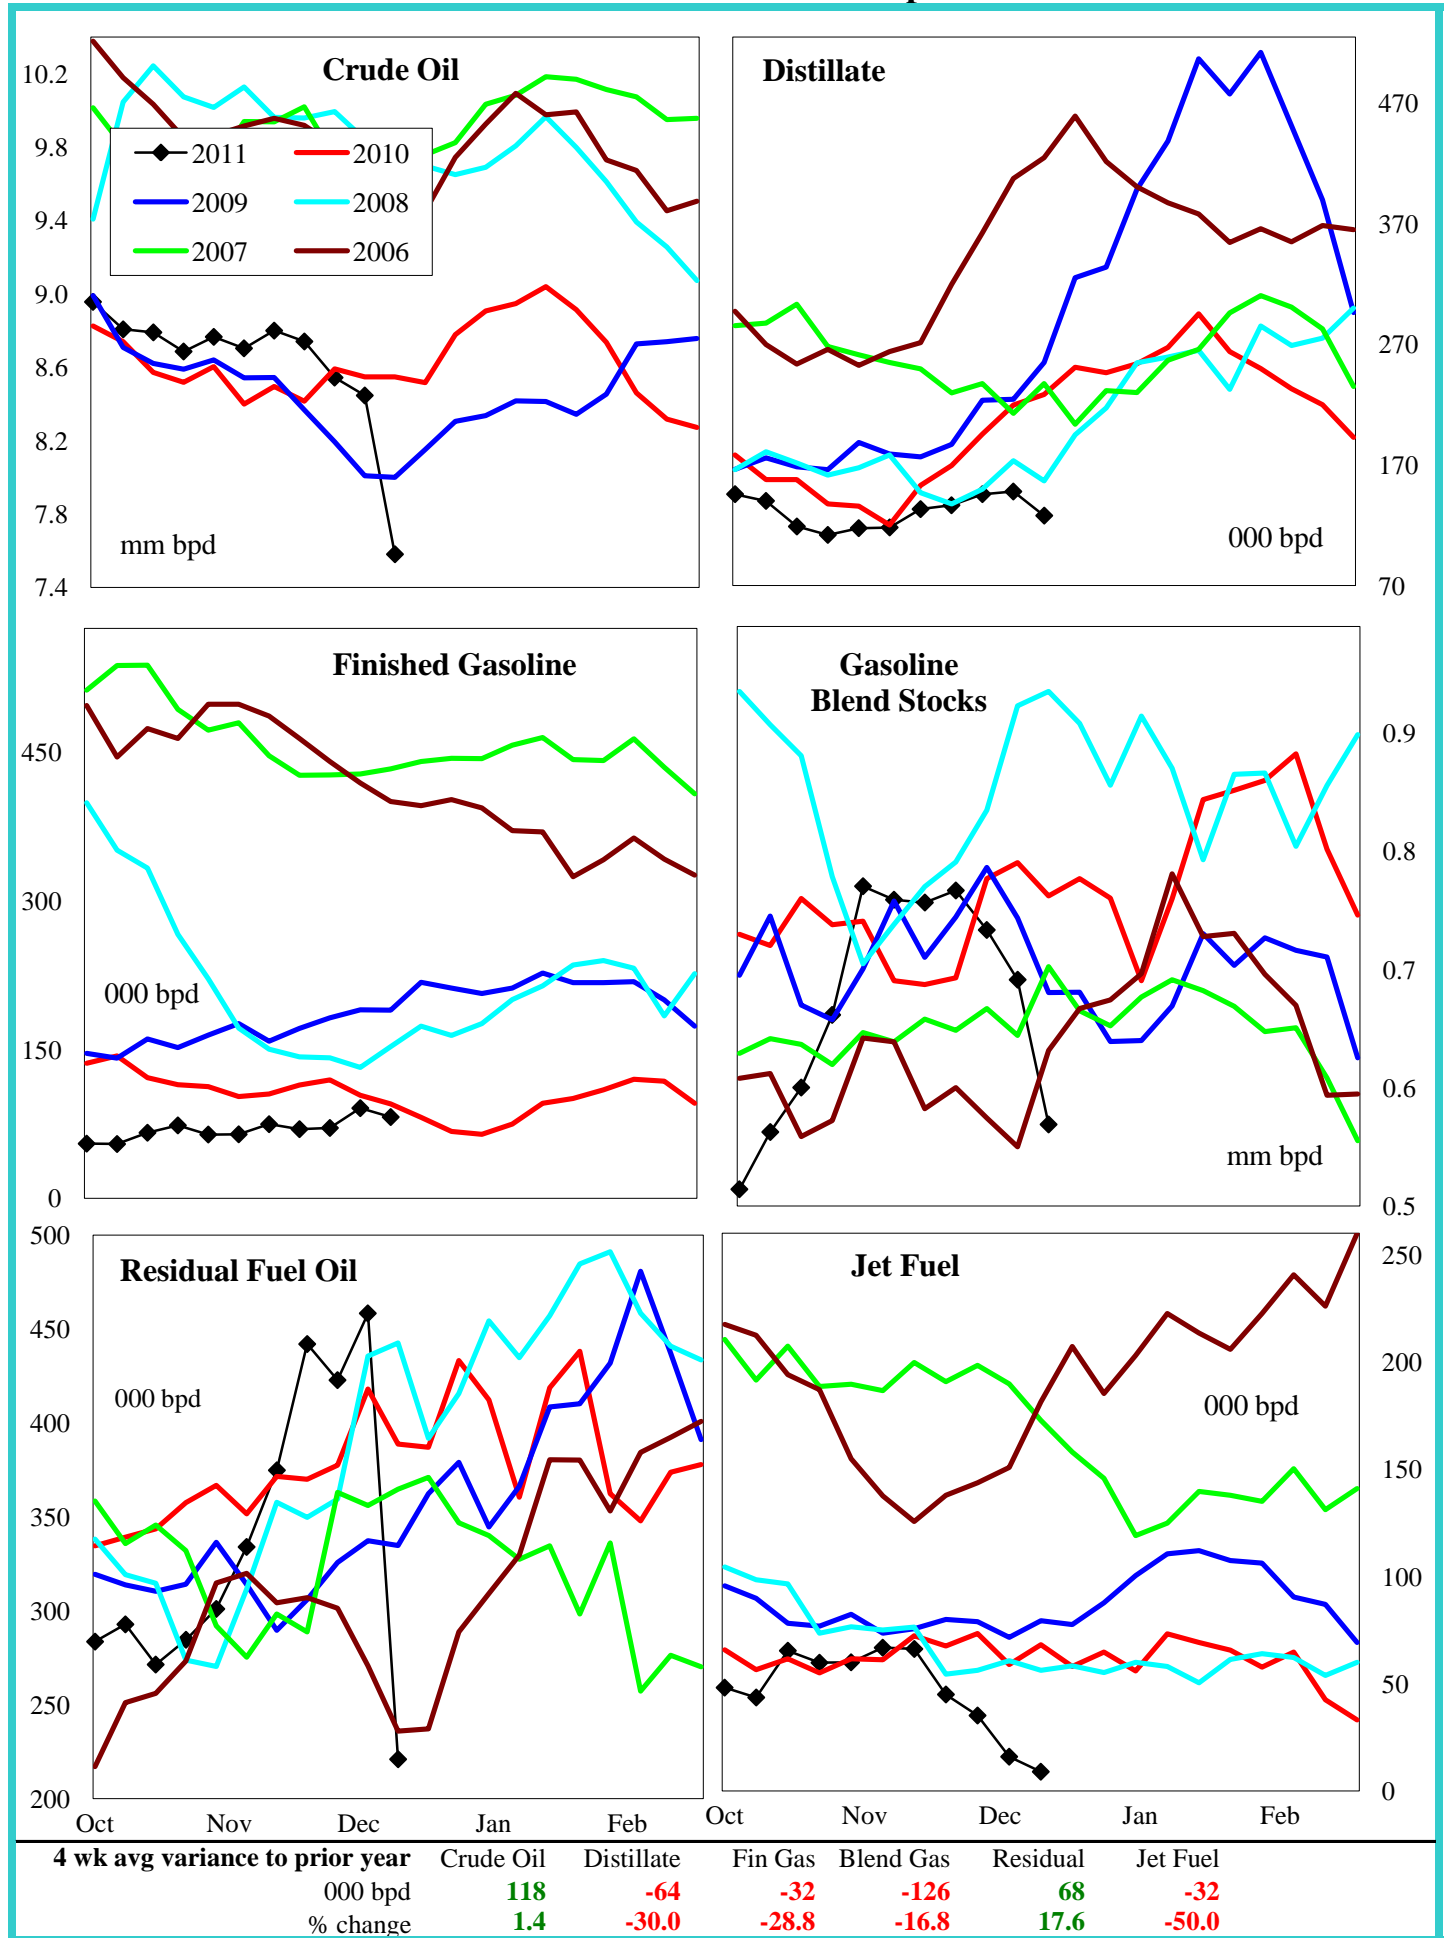 Crude Oil
10.2
9.8
9.4
9.0
8.6
8.2
7.8
7.4
2011 2010
2009 2008
2007 2006
mm bpd
Distillate
470
370
270
170
70
000 bpd
Finished Gasoline
450
300
150
0
000 bpd
Gasoline
Blend Stocks
0.9
0.8
0.7
0.6
0.5
mm bpd
Residual Fuel Oil
500
450
400
350
300
250
200
000 bpd
Oct Nov Dec Jan Feb
Jet Fuel
250
200
150
100
50
0
000 bpd
Oct Nov Dec Jan Feb
4 wk avg variance to prior year Crude Oil Distillate Fin Gas Blend Gas Residual Jet Fuel
000 bpd 118 -64 -32 -126 68 -32
% change 1.4 -30.0 -28.8 -16.8 17.6 -50.0